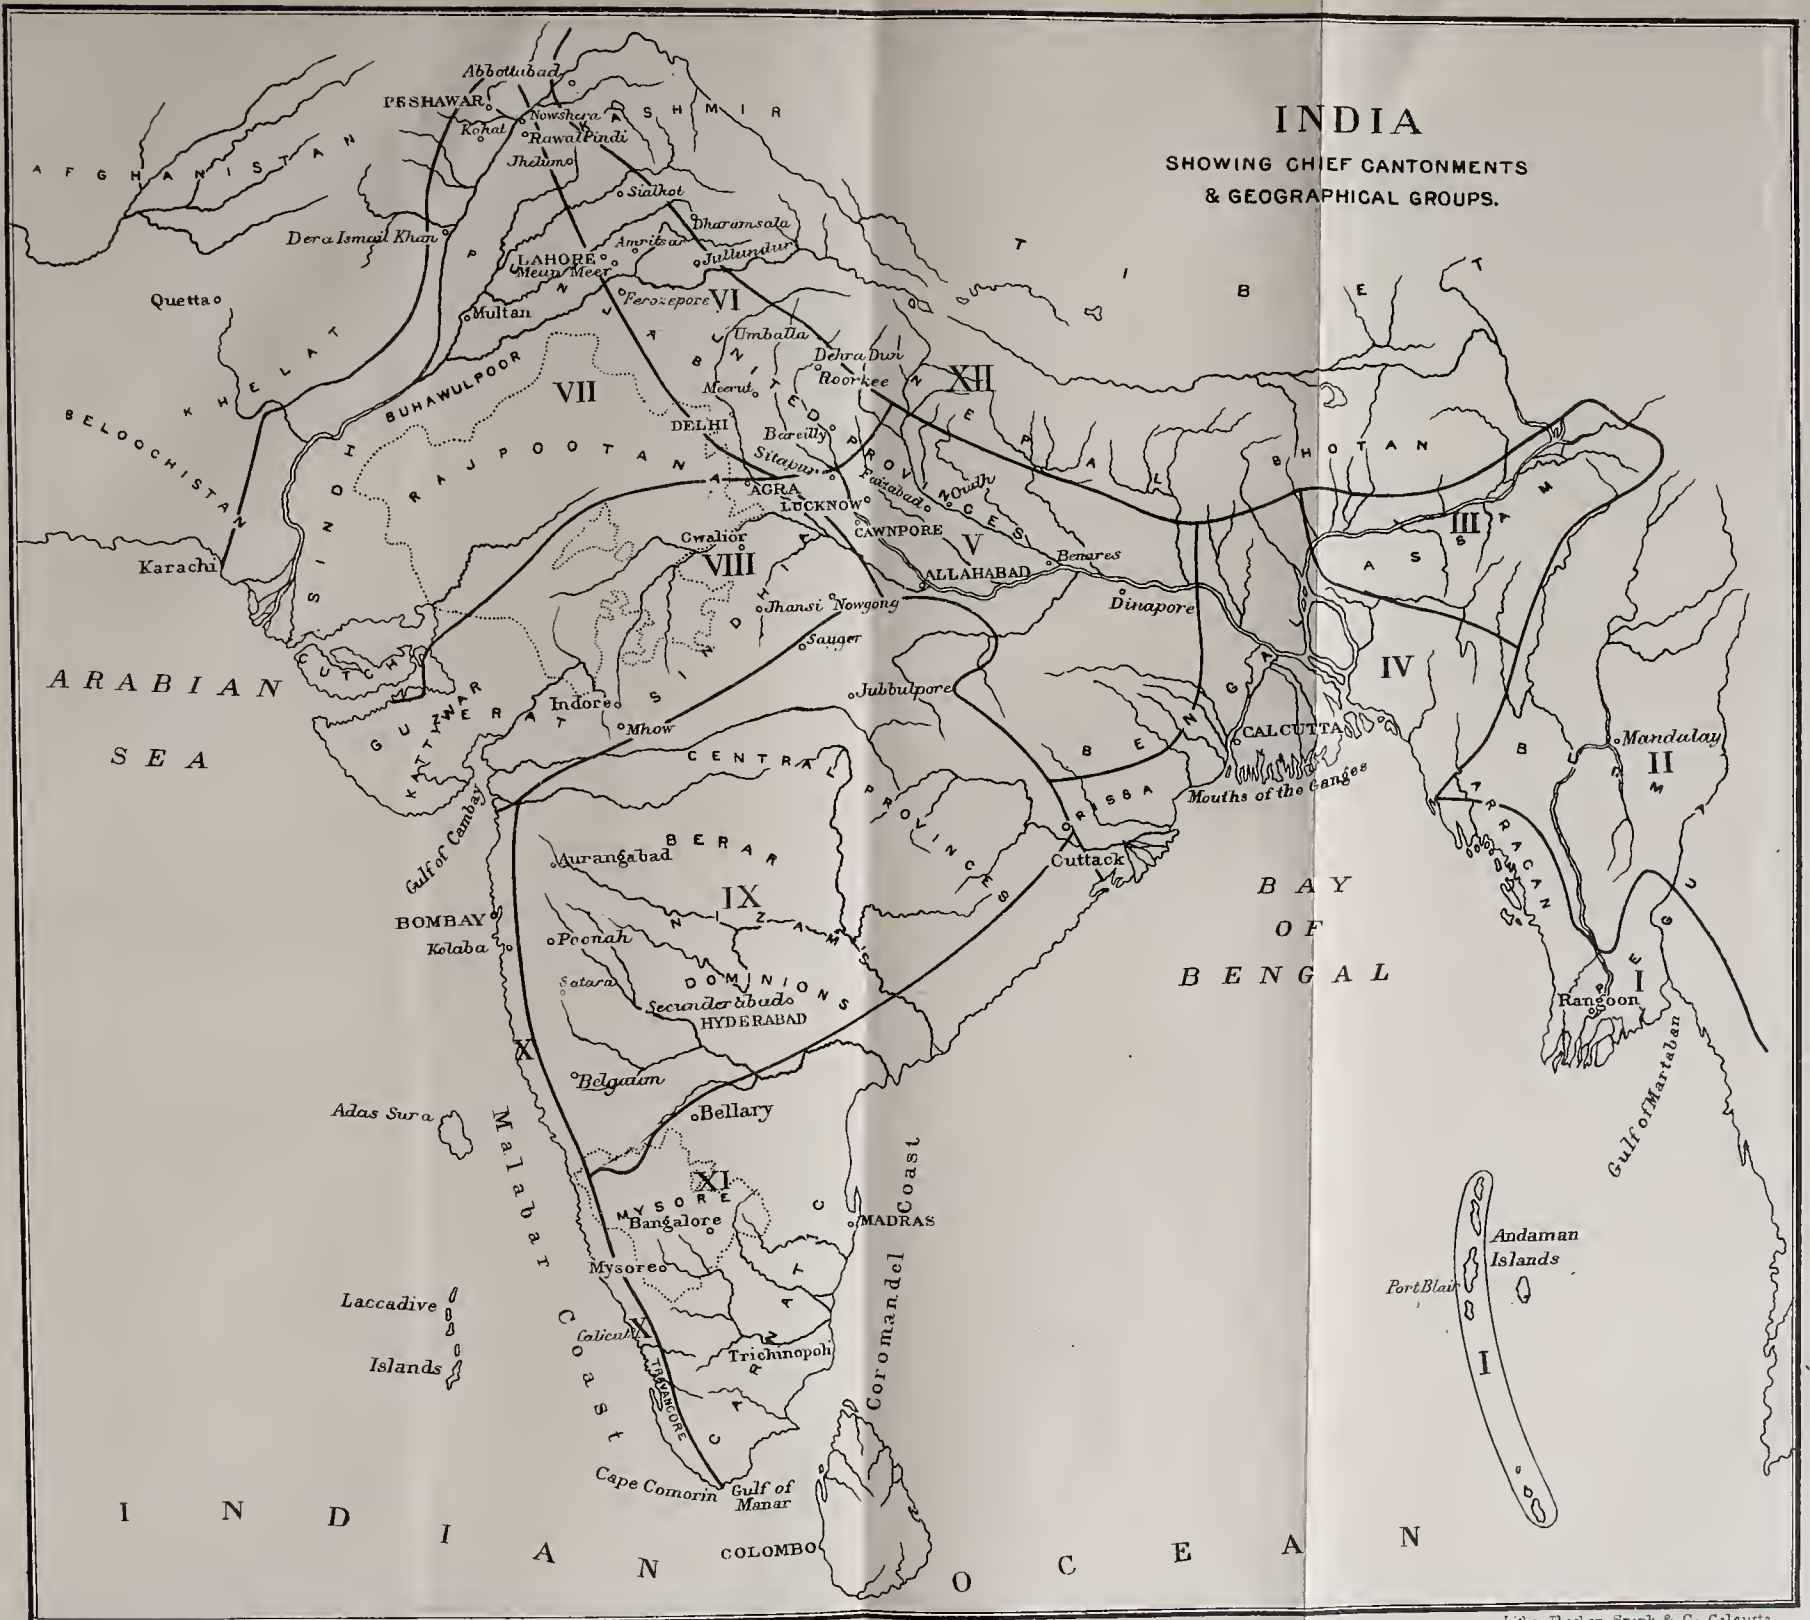 INDIA
SHOWING CHIEF CANTONMENTS
& GEOGRAPHICAL GROUPS.
Abbottabad
PESHAWAR
Nowshera
KASHMIR
Kohat
Rawal Pindi
Jhelum
AFGHANISTAN
Sialkot
Dharumsala
Dera Ismail Khan
Amritsar
LAHORE
Jullundur
Meun Meer
PUNJAB
TIBET
Quetta
Ferozepore
VI
Multan
Umballa
Dehra Dun
Roorkee
XII
KHELAT
BUHAWULPOOR
VII
Meerut
UNITED PROVINCES
NEPAL
BELOOCHISTAN
DELHI
Bareilly
BHOTAN
RAJPOOTANA
Sitapur
SINDH
AGRA
Faizabad
Oudh
LUCKNOW
CAWNPORE
III
ASSAM
Gwalior
VIII
V
Benares
Karachi
ALLAHABAD
Jhansi
Nowgong
Dinapore
SINDHIA
Sauger
CUTCH
IV
ARABIAN
SEA
Jubbulpore
Indore
GUZERAT
KATTYWAR
Mhow
BENGAL
CALCUTTA
Mandalay
II
BURMA
CENTRAL PROVINCES
Mouths of the Ganges
ORISSA
Gulf of Cambay
ARRACAN
BERAR
Aurangabad
Cuttack
IX
BAY
OF
BENGAL
BOMBAY
Kolaba
Poonah
NIZAM'S
DOMINIONS
Satara
Secunderabad
HYDERABAD
PEGU
I
Rangoon
X
Belgaum
Gulf of Martaban
Adas Sura
Bellary
Malabar Coast
Coromandel Coast
XI
MYSORE
Bangalore
MADRAS
CARNATIC
Andaman
Islands
Mysore
Port Blair
Laccadive
Islands
Calicut
X
Trichinopoli
TRAVANCORE
I
Cape Comorin
Gulf of
Manar
COLOMBO
INDIAN OCEAN